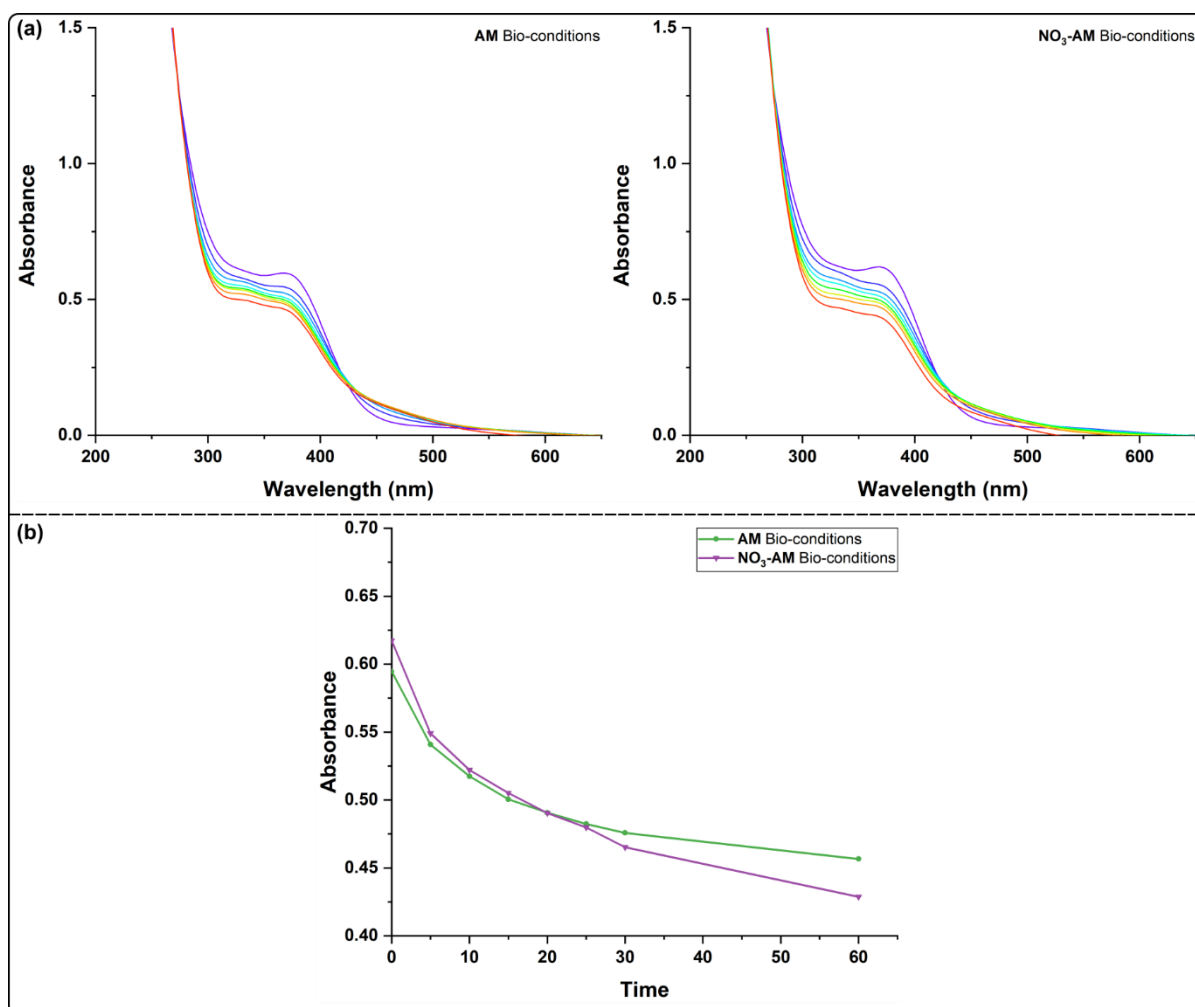 (a)
AM Bio-conditions
1.5
1.0
0.5
0.0
Absorbance
200 300 400 500 600
Wavelength (nm)
NO₃-AM Bio-conditions
1.5
1.0
0.5
0.0
Absorbance
200 300 400 500 600
Wavelength (nm)
(b)
AM Bio-conditions
NO₃-AM Bio-conditions
0.70
0.65
0.60
0.55
0.50
0.45
0.40
Absorbance
0 10 20 30 40 50 60
Time